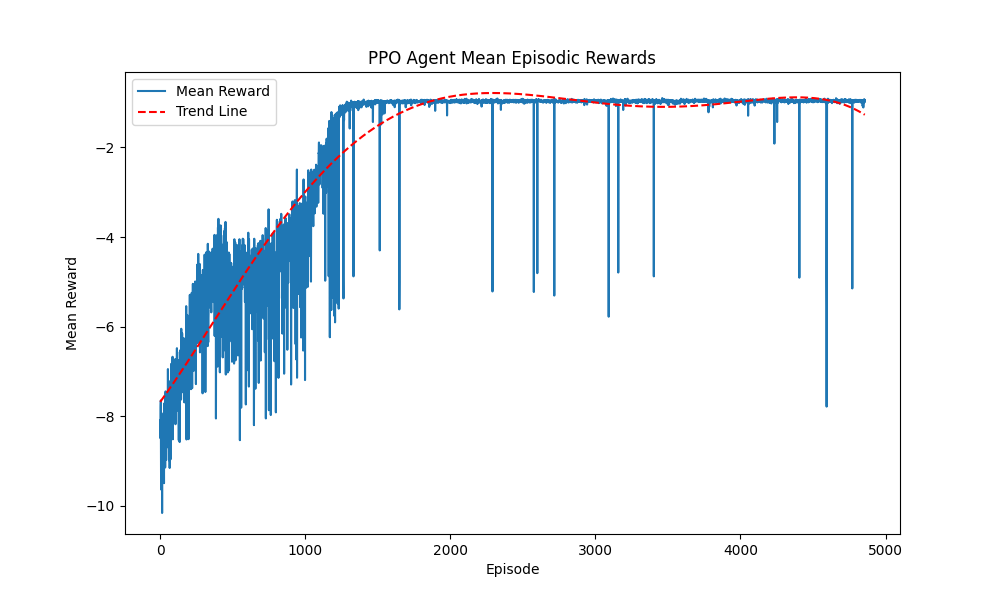 PPO Agent Mean Episodic Rewards
Mean Reward
Trend Line
−2
−4
−6
−8
−10
Mean Reward
0
1000
2000
3000
4000
5000
Episode